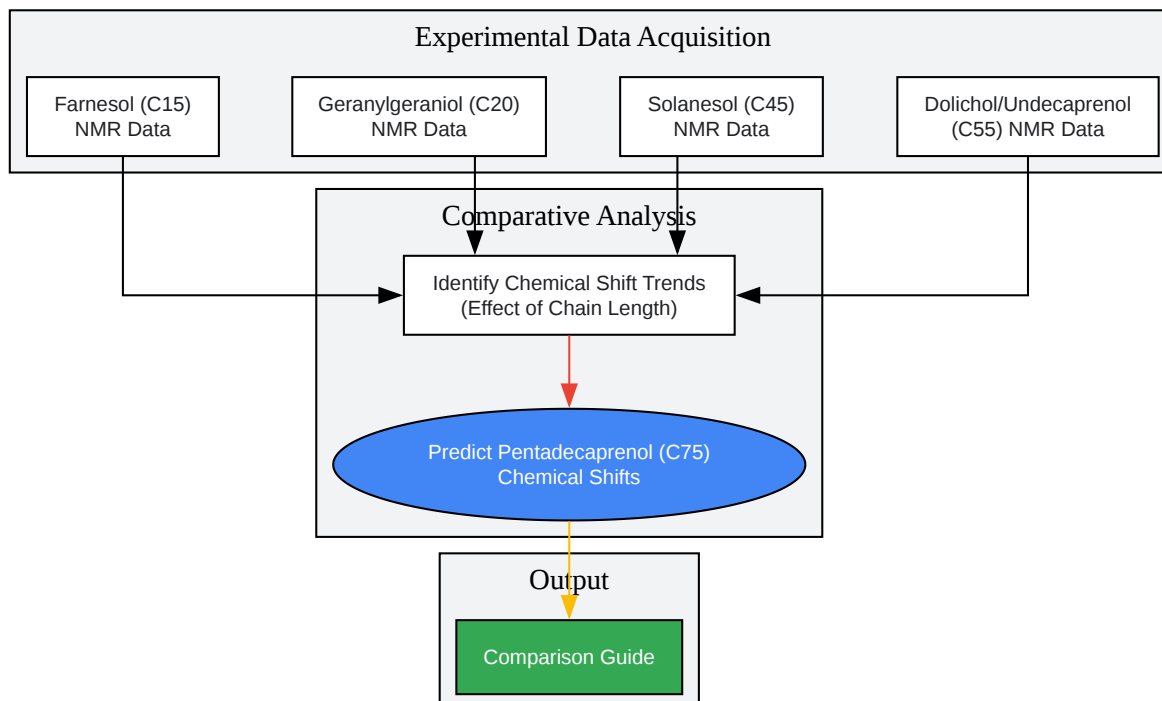 Experimental Data Acquisition
Farnesol (C15)
NMR Data
Geranylgeraniol (C20)
NMR Data
Solanesol (C45)
NMR Data
Dolichol/Undecaprenol
(C55) NMR Data
Comparative Analysis
Identify Chemical Shift Trends
(Effect of Chain Length)
Predict Pentadecaprenol (C75)
Chemical Shifts
Output
Comparison Guide